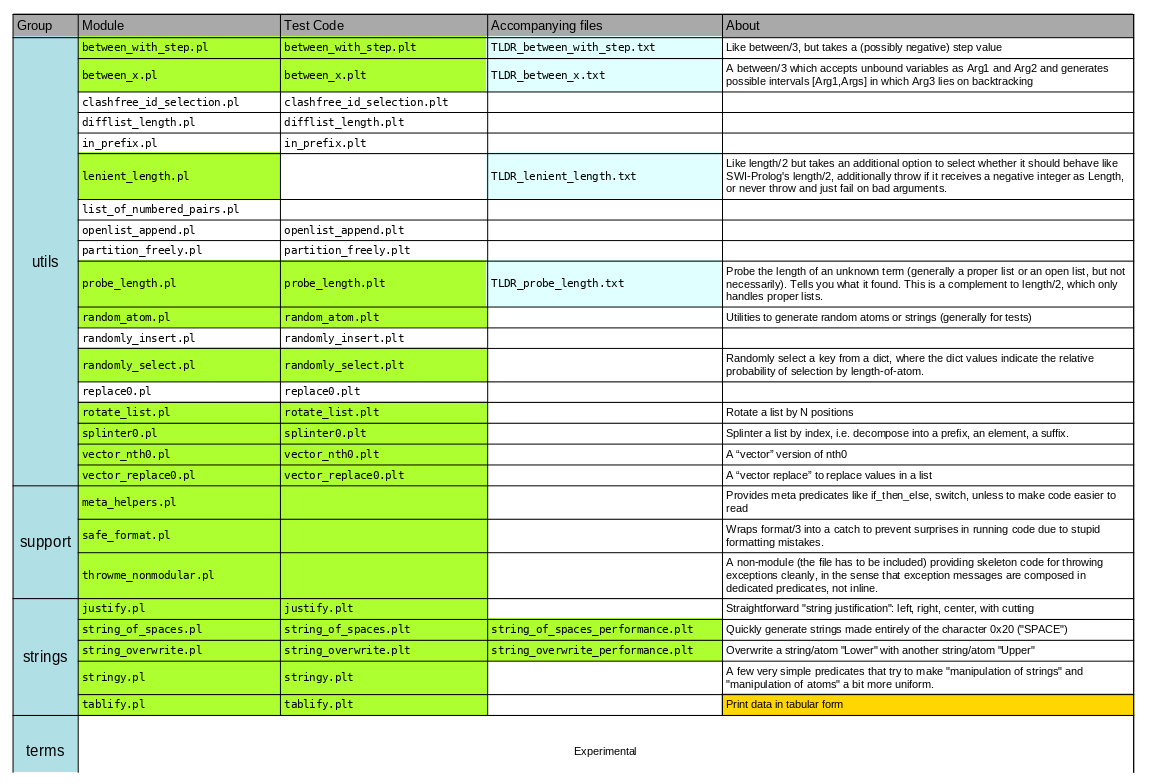 Group Module Test Code Accompanying files About
utils
between_with_step.pl between_with_step.plt TLDR_between_with_step.txt Like between/3, but takes a (possibly negative) step value
between_x.pl between_x.plt TLDR_between_x.txt A between/3 which accepts unbound variables as Arg1 and Arg2 and generates
possible intervals [Arg1,Args] in which Arg3 lies on backtracking
clashfree_id_selection.pl clashfree_id_selection.plt
difflist_length.pl difflist_length.plt
in_prefix.pl in_prefix.plt
lenient_length.pl TLDR_lenient_length.txt Like length/2 but takes an additional option to select whether it should behave like
SWI-Prolog's length/2, additionally throw if it receives a negative integer as Length,
or never throw and just fail on bad arguments.
list_of_numbered_pairs.pl
openlist_append.pl openlist_append.plt
partition_freely.pl partition_freely.plt
probe_length.pl probe_length.plt TLDR_probe_length.txt Probe the length of an unknown term (generally a proper list or an open list, but not
necessarily). Tells you what it found. This is a complement to length/2, which only
handles proper lists.
random_atom.pl random_atom.plt Utilities to generate random atoms or strings (generally for tests)
randomly_insert.pl randomly_insert.plt
randomly_select.pl randomly_select.plt Randomly select a key from a dict, where the dict values indicate the relative
probability of selection by length-of-atom.
replace0.pl replace0.plt
rotate_list.pl rotate_list.plt Rotate a list by N positions
splinter0.pl splinter0.plt Splinter a list by index, i.e. decompose into a prefix, an element, a suffix.
vector_nth0.pl vector_nth0.plt A “vector” version of nth0
vector_replace0.pl vector_replace0.plt A “vector replace” to replace values in a list
support
meta_helpers.pl Provides meta predicates like if_then_else, switch, unless to make code easier to
read
safe_format.pl Wraps format/3 into a catch to prevent surprises in running code due to stupid
formatting mistakes.
throwme_nonmodular.pl A non-module (the file has to be included) providing skeleton code for throwing
exceptions cleanly, in the sense that exception messages are composed in
dedicated predicates, not inline.
strings
justify.pl justify.plt Straightforward "string justification": left, right, center, with cutting
string_of_spaces.pl string_of_spaces.plt string_of_spaces_performance.plt Quickly generate strings made entirely of the character 0x20 ("SPACE")
string_overwrite.pl string_overwrite.plt string_overwrite_performance.plt Overwrite a string/atom "Lower" with another string/atom "Upper"
stringy.pl stringy.plt A few very simple predicates that try to make "manipulation of strings" and
"manipulation of atoms" a bit more uniform.
tablify.pl tablify.plt Print data in tabular form
terms
Experimental